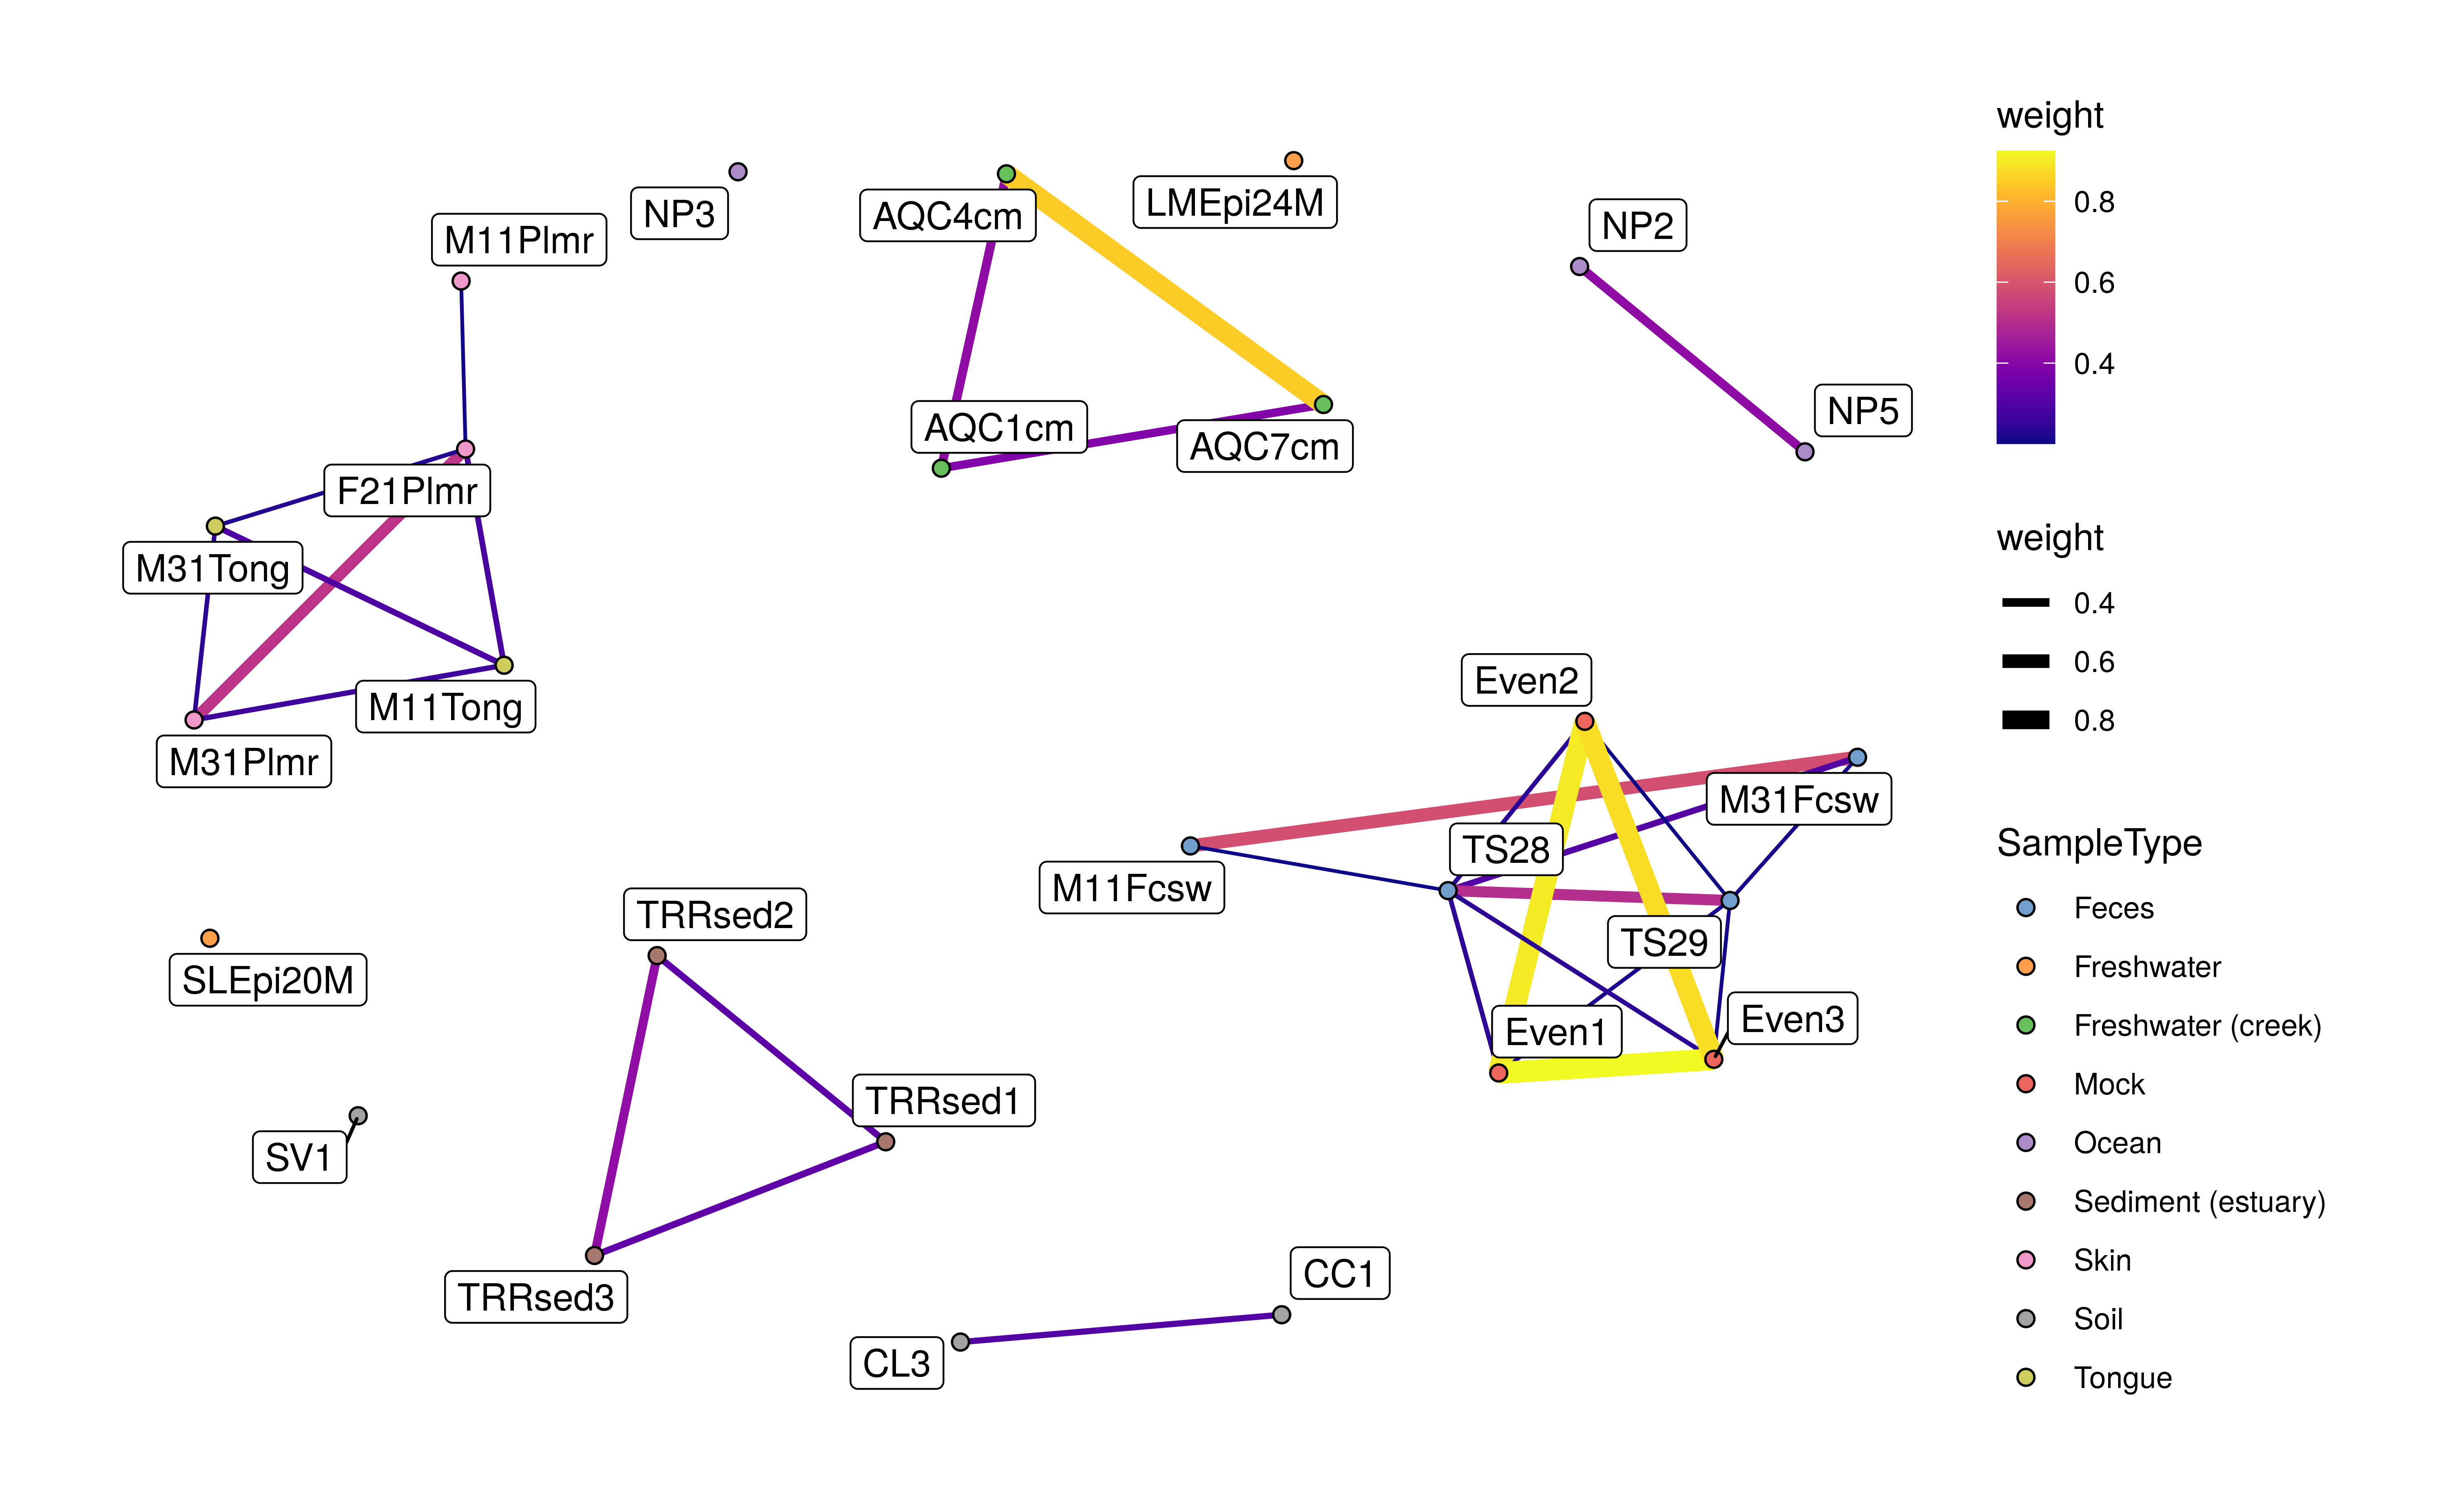 NP3
M11Plmr
AQC4cm
LMEpi24M
NP2
NP5
AQC1cm
AQC7cm
F21Plmr
M31Tong
M11Tong
M31Plmr
Even2
M31Fcsw
TS28
M11Fcsw
TS29
Even1
Even3
TRRsed2
SLEpi20M
TRRsed1
SV1
TRRsed3
CC1
CL3
weight
0.8
0.6
0.4
weight
0.4
0.6
0.8
SampleType
Feces
Freshwater
Freshwater (creek)
Mock
Ocean
Sediment (estuary)
Skin
Soil
Tongue